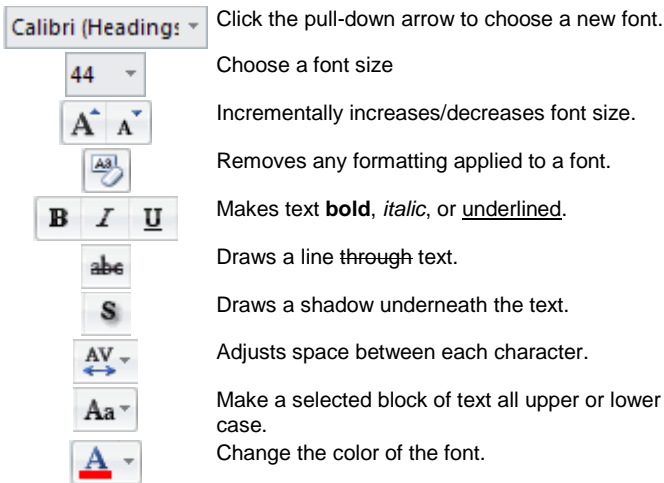 Calibri (Headings Click the pull-down arrow to choose a new font.
44 Choose a font size
A A Incrementally increases/decreases font size.
Removes any formatting applied to a font.
B I U Makes text bold, italic, or underlined.
abc Draws a line through text.
S Draws a shadow underneath the text.
AV Adjusts space between each character.
Aa Make a selected block of text all upper or lower
case.
A Change the color of the font.